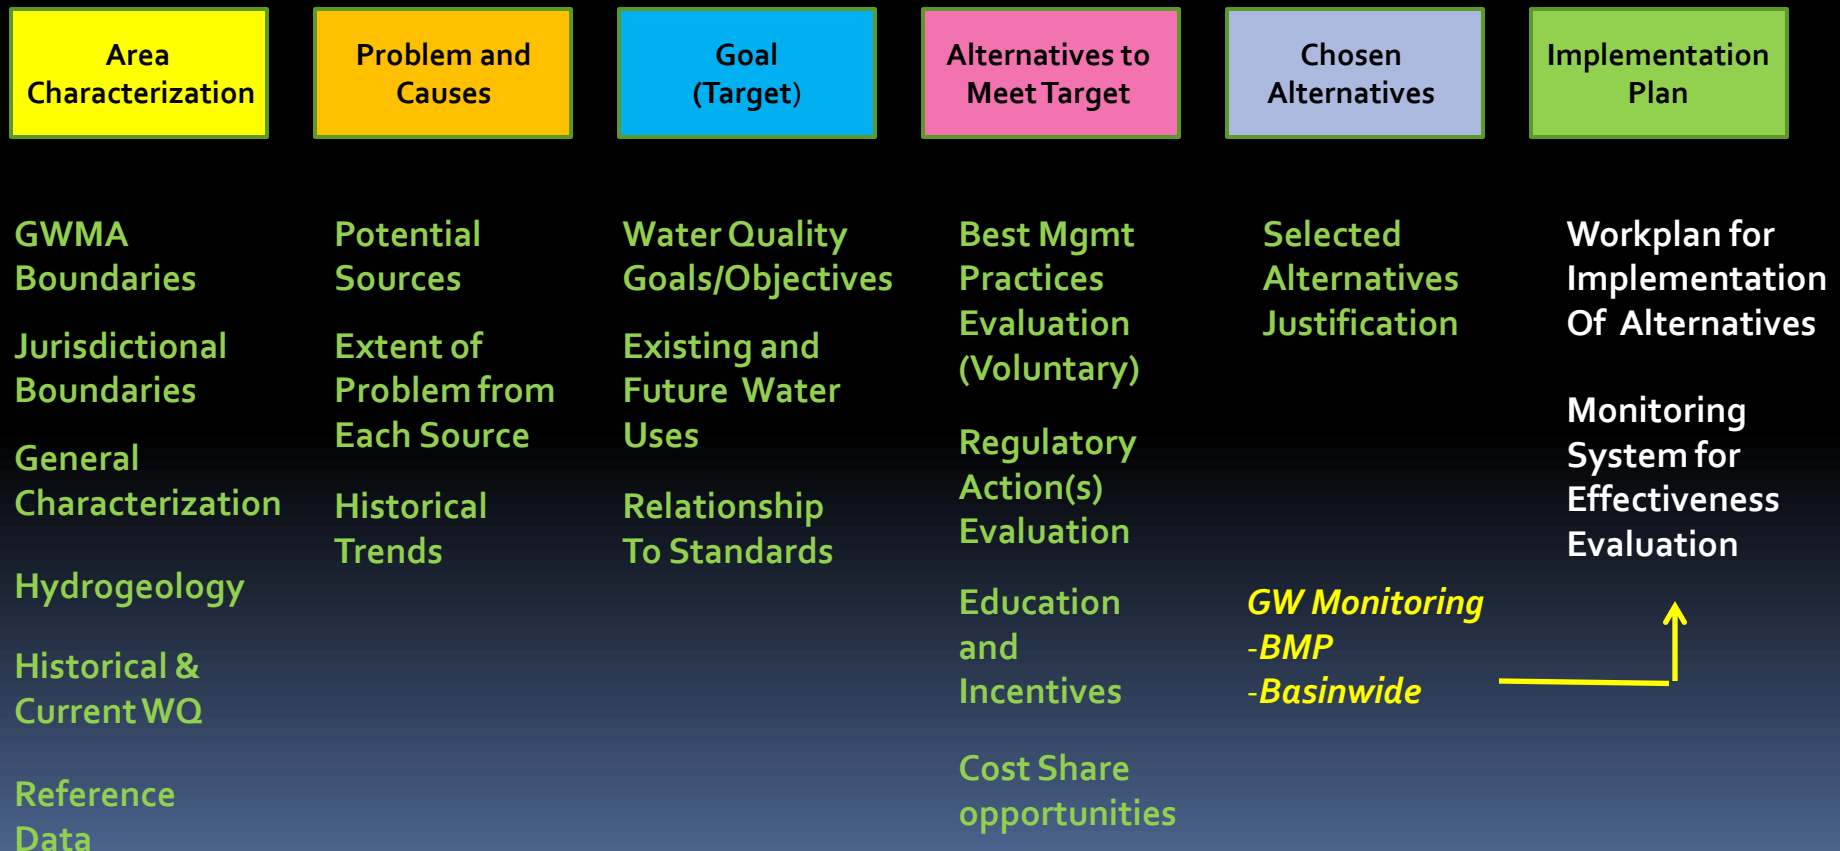 Area
Characterization
Problem and
Causes
Goal
(Target)
Alternatives to
Meet Target
Chosen
Alternatives
Implementation
Plan
GWMA
Boundaries
Jurisdictional
Boundaries
General
Characterization
Hydrogeology
Historical &
Current WQ
Reference
Data
Potential
Sources
Extent of
Problem from
Each Source
Historical
Trends
Water Quality
Goals/Objectives
Existing and
Future Water
Uses
Relationship
To Standards
Best Mgmt
Practices
Evaluation
(Voluntary)
Regulatory
Action(s)
Evaluation
Education
and
Incentives
Cost Share
opportunities
Selected
Alternatives
Justification
GW Monitoring
-BMP
-Basinwide
Workplan for
Implementation
Of Alternatives
Monitoring
System for
Effectiveness
Evaluation